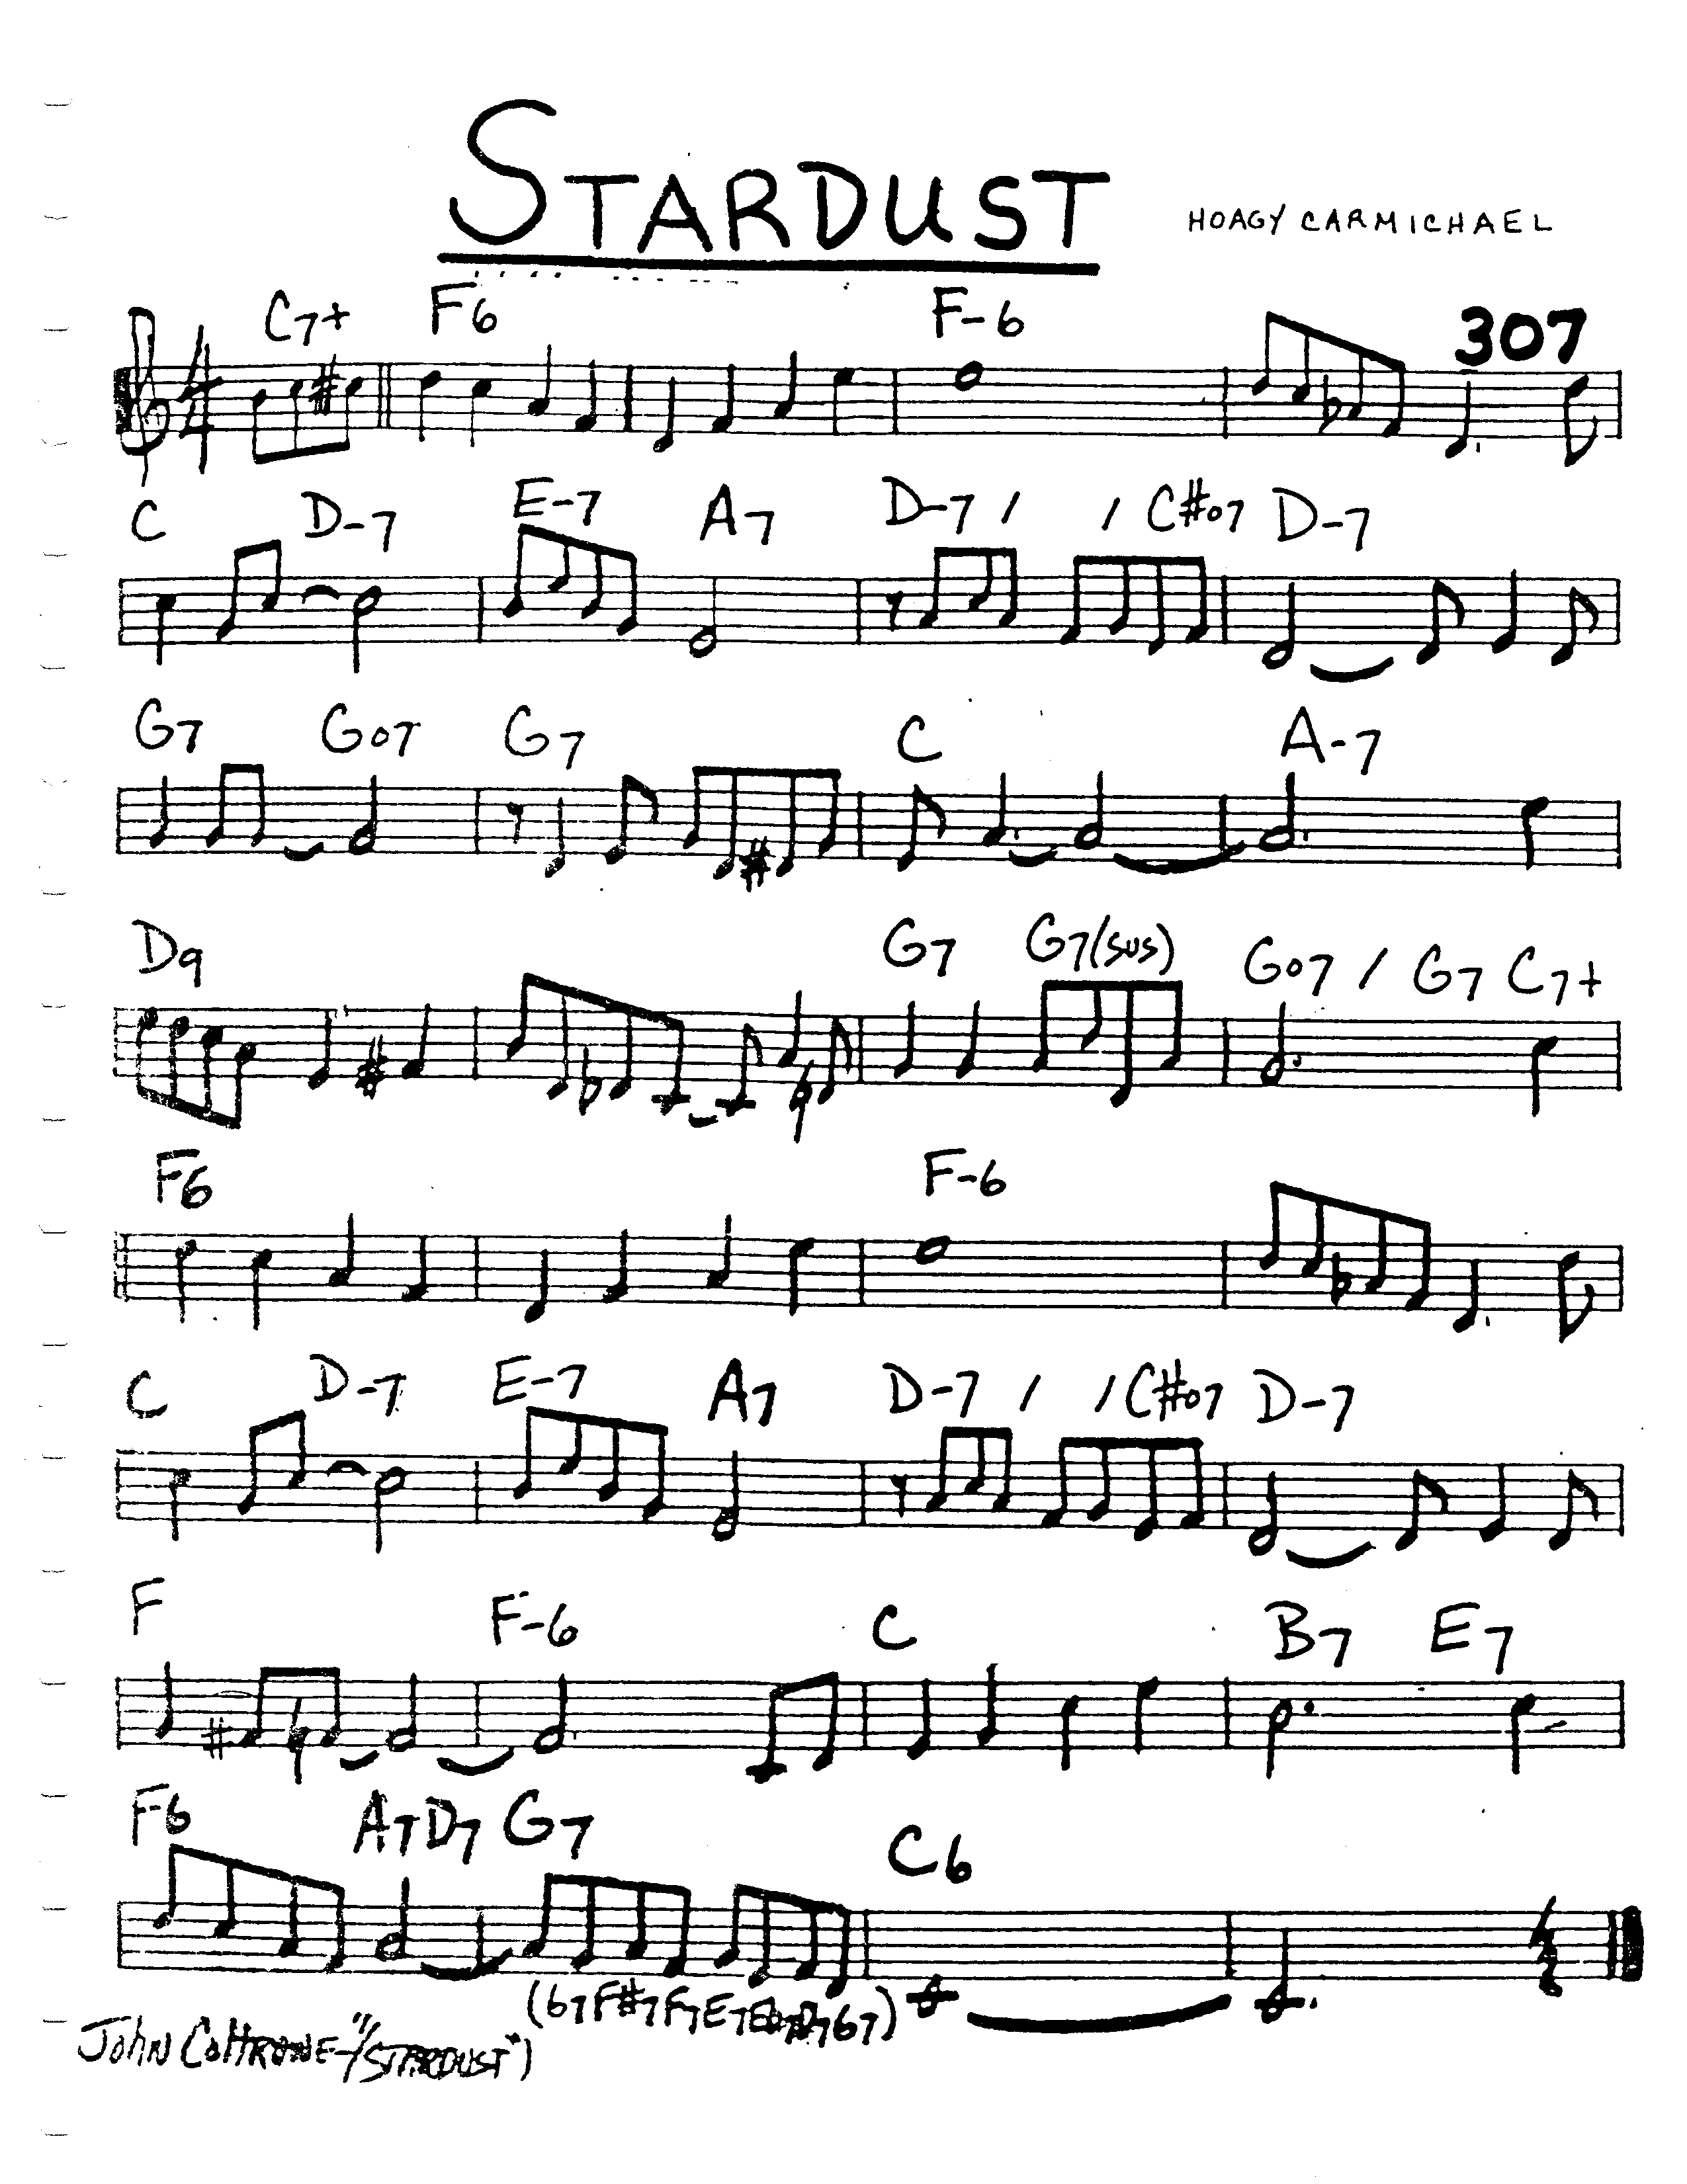 STARDUST
HOAGY CARMICHAEL
307
C7+ F6 F-6
C D-7 E-7 A7 D-7 / / C#o7 D-7
G7 Go7 G7 C A-7
D9 G7 G7(SUS) Go7 / G7 C7+
F6 F-6
C D-7 E-7 A7 D-7 / / C#o7 D-7
F F-6 C B7 E7
F6 A7 D7 G7 C6
(G7 F#7 F7 E7 G7)
JOHN COLTRANE - "STARDUST")